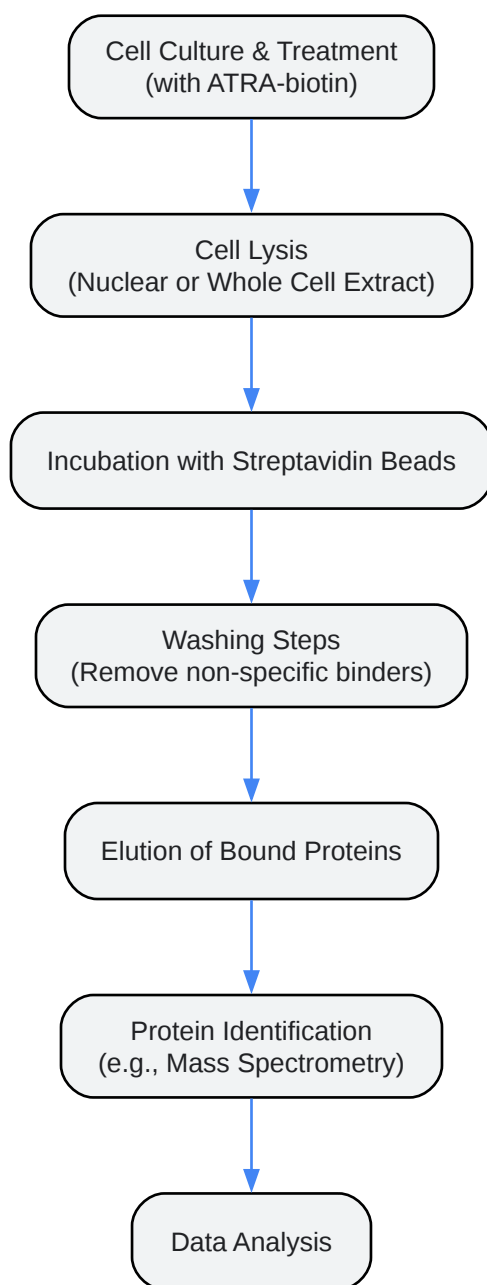 Cell Culture & Treatment
(with ATRA-biotin)
Cell Lysis
(Nuclear or Whole Cell Extract)
Incubation with Streptavidin Beads
Washing Steps
(Remove non-specific binders)
Elution of Bound Proteins
Protein Identification
(e.g., Mass Spectrometry)
Data Analysis